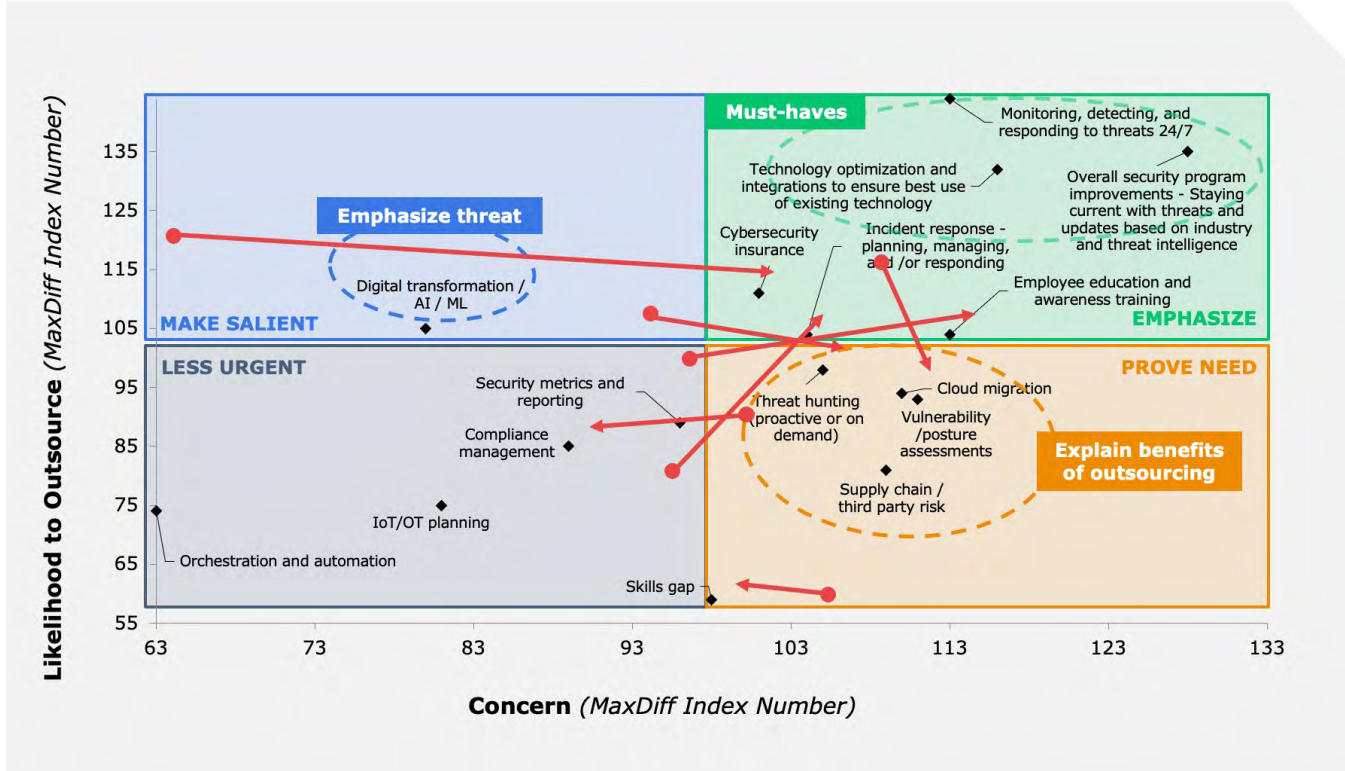 Likelihood to Outsource (MaxDiff Index Number)
135
125
115
105
95
85
75
65
55
Must-haves
Monitoring, detecting, and
responding to threats 24/7
Technology optimization and
integrations to ensure best use
of existing technology
Overall security program
improvements - Staying
current with threats and
updates based on industry
and threat intelligence
Emphasize threat
Cybersecurity
insurance
Incident response -
planning, managing,
and /or responding
Digital transformation /
AI / ML
Employee education and
awareness training
MAKE SALIENT
EMPHASIZE
LESS URGENT
PROVE NEED
Security metrics and
reporting
Compliance
management
Threat hunting
(proactive or on
demand)
Cloud migration
Vulnerability
/posture
assessments
Explain benefits
of outsourcing
Supply chain /
third party risk
IoT/OT planning
Orchestration and automation
Skills gap
63
73
83
93
103
113
123
133
Concern (MaxDiff Index Number)